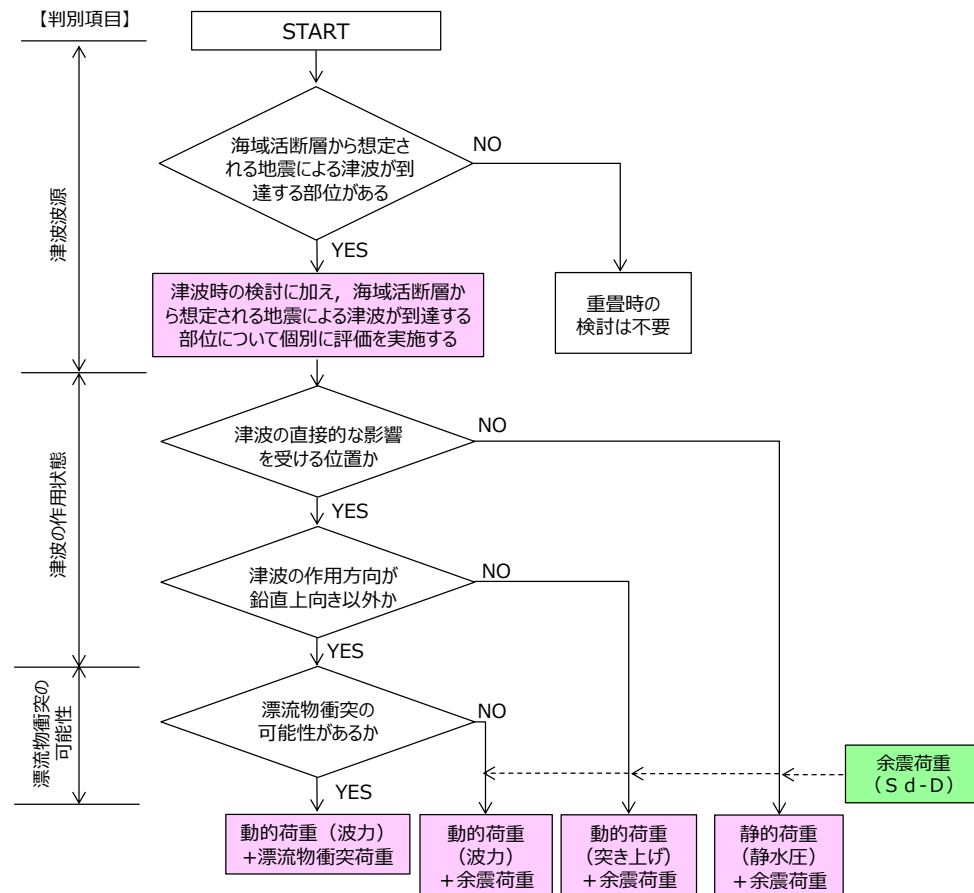 【判別項目】
START
海域活断層から想定さ
れる地震による津波が到
達する部位がある
NO
YES
津波波源
津波時の検討に加え，海域活断層か
ら想定される地震による津波が到達する
部位について個別に評価を実施する
重畳時の
検討は不要
津波の直接的な影響
を受ける位置か
NO
YES
津波の作用状態
津波の作用方向が
鉛直上向き以外か
NO
YES
漂流物衝突の
可能性
漂流物衝突の
可能性があるか
NO
YES
余震荷重
（Ｓｄ-Ｄ）
動的荷重（波力）
＋漂流物衝突荷重
動的荷重
（波力）
＋余震荷重
動的荷重
（突き上げ）
＋余震荷重
静的荷重
（静水圧）
＋余震荷重